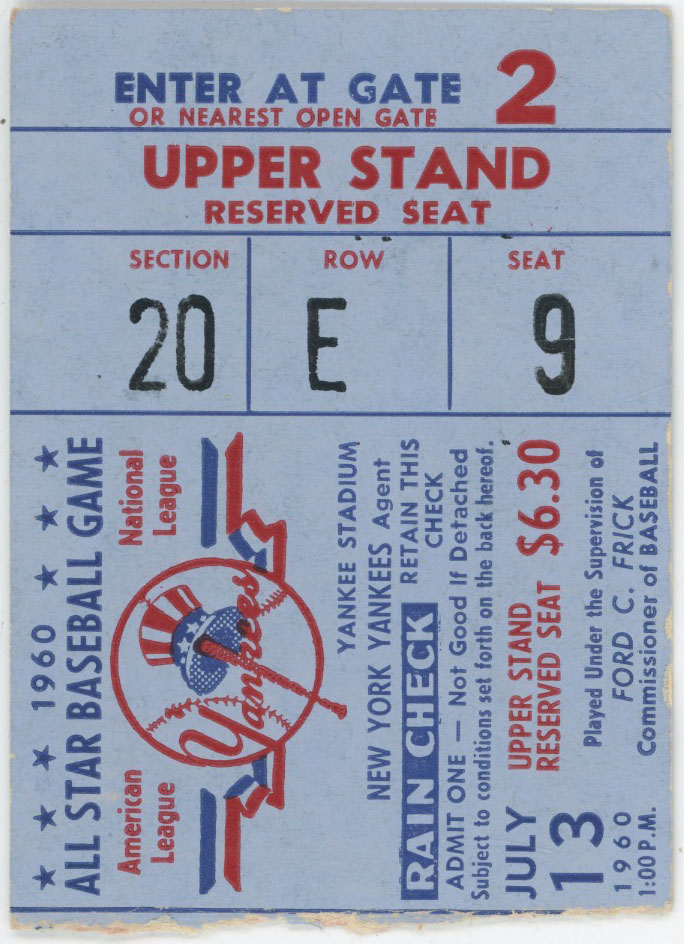 ENTER AT GATE 2
OR NEAREST OPEN GATE
UPPER STAND
RESERVED SEAT
SECTION ROW SEAT
20 E 9
★ ★ ★ 1960 ★ ★ ★
ALL STAR BASEBALL GAME
American League
National League
Yankees
YANKEE STADIUM
NEW YORK YANKEES Agent
RAIN CHECK
RETAIN THIS CHECK
ADMIT ONE — Not Good If Detached
Subject to conditions set forth on the back hereof.
JULY
13
1960
1:00 P.M.
UPPER STAND
RESERVED SEAT $6.30
Played Under the Supervision of
FORD C. FRICK
Commissioner of BASEBALL